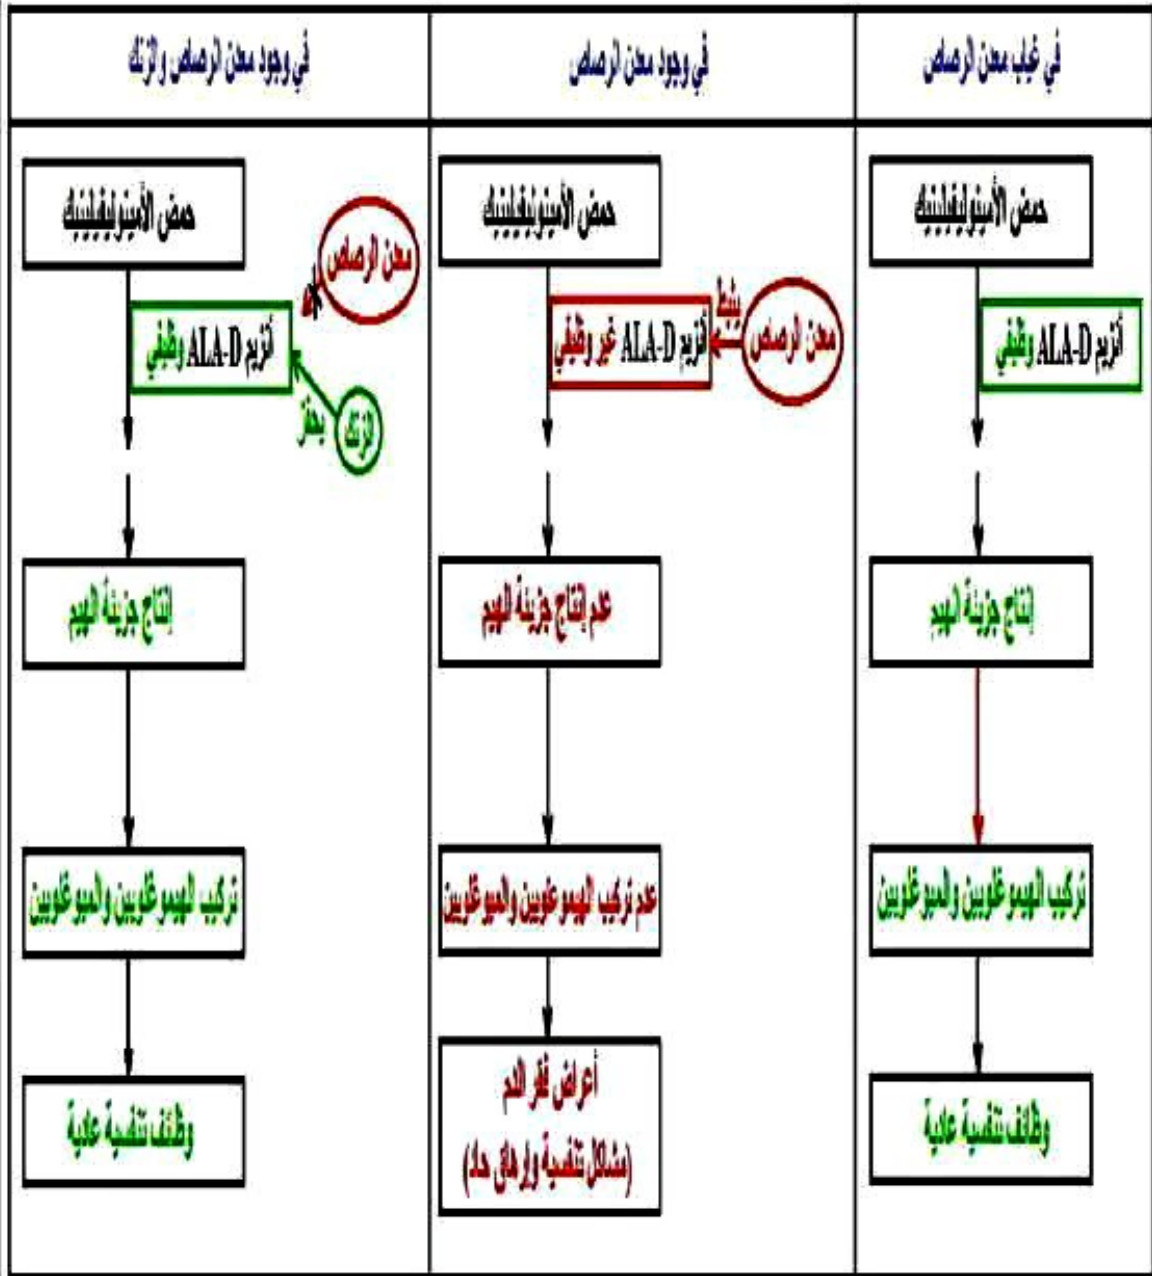 في غياب معدن الرصاص
في وجود معدن الرصاص
في وجود معدن الرصاص والزنك
حمض الأمينوليفيلينيك
أنزيم ALA-D وظيفي
إنتاج جزيئة الهيم
تركيب الهيموغلوبين والميوغلوبين
وظائف تنفسية عادية
حمض الأمينوليفيلينيك
معدن الرصاص
يثبط
أنزيم ALA-D غير وظيفي
عدم إنتاج جزيئة الهيم
عدم تركيب الهيموغلوبين والميوغلوبين
أعراض فقر الدم
(مشاكل تنفسية وإرهاق حاد)
حمض الأمينوليفيلينيك
معدن الرصاص
أنزيم ALA-D وظيفي
يحفز
الزنك
إنتاج جزيئة الهيم
تركيب الهيموغلوبين والميوغلوبين
وظائف تنفسية عادية